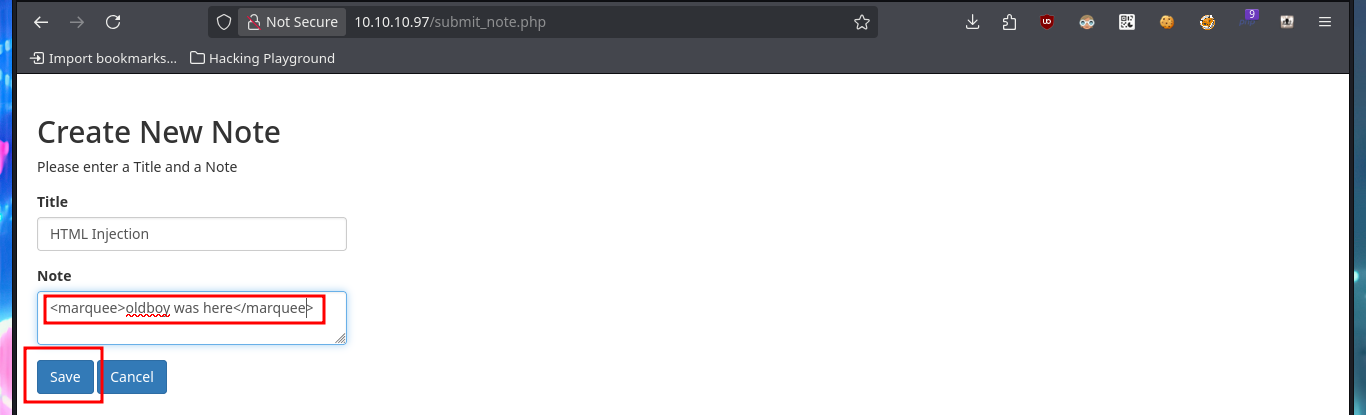 Not Secure 10.10.10.97/submit_note.php 9
Import bookmarks... Hacking Playground
Create New Note
Please enter a Title and a Note
Title
HTML Injection
Note
<marquee>oldboy was here</marquee>
Save Cancel